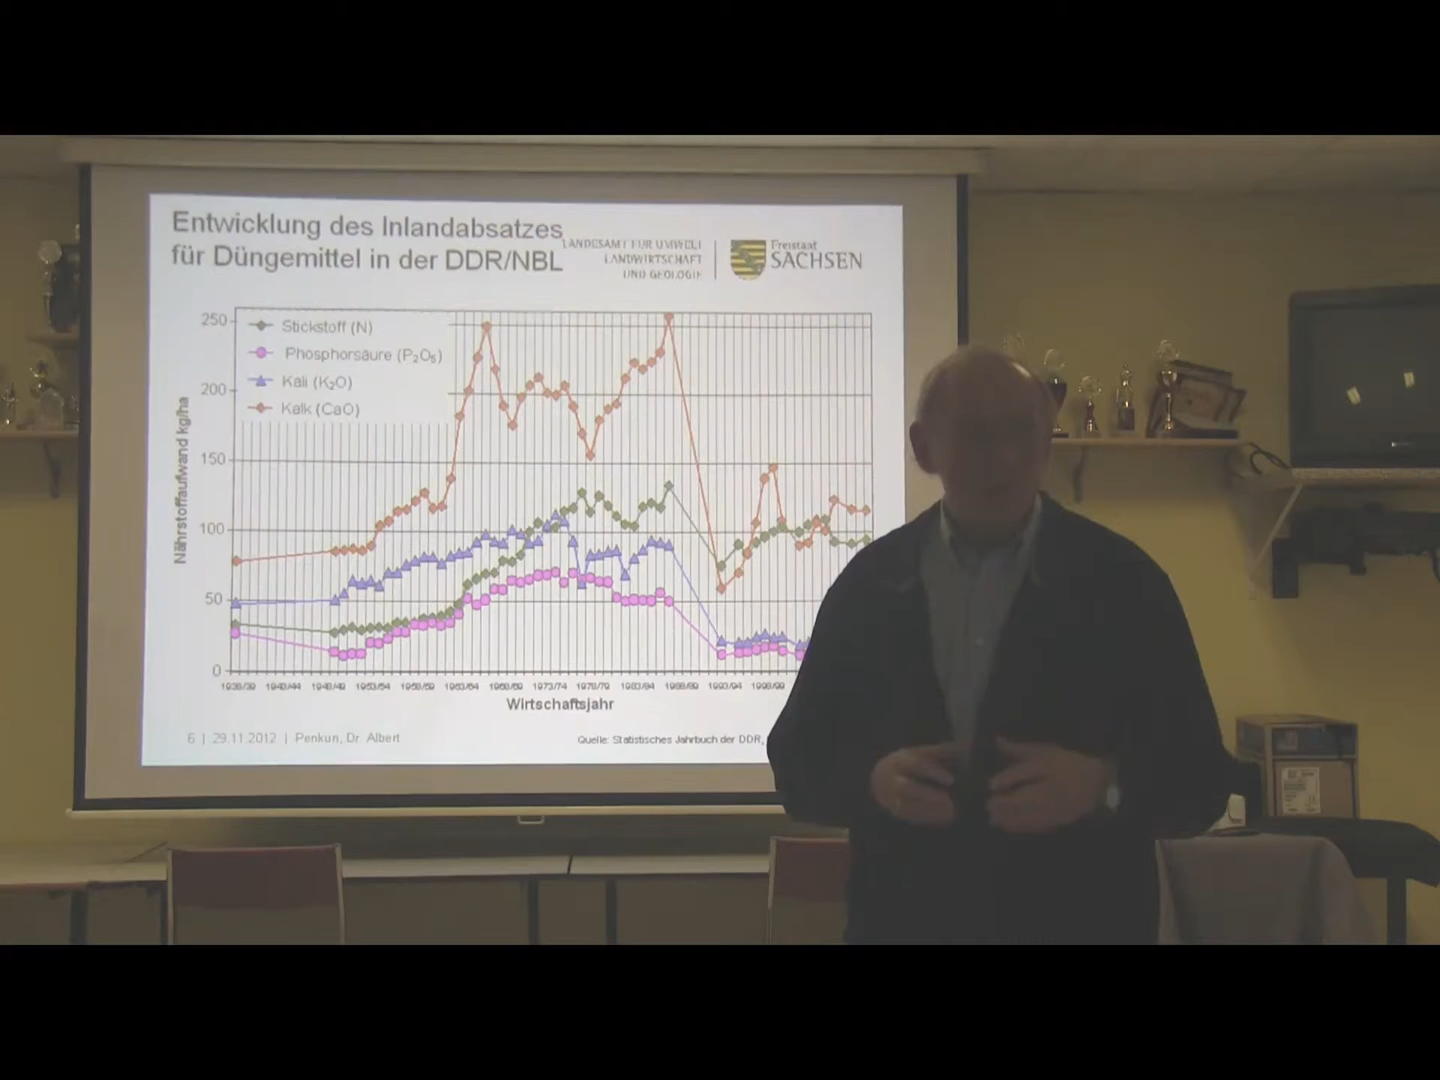 Entwicklung des Inlandabsatzes
für Düngemittel in der DDR/NBL
LANDESAMT FÜR UMWELT
LANDWIRTSCHAFT
UND GEOLOGIE
Freistaat
SACHSEN
Stickstoff (N)
Phosphorsäure (P₂O₅)
Kali (K₂O)
Kalk (CaO)
Nährstoffaufwand kg/ha
250
200
150
100
50
0
1938/39 1943/44 1948/49 1953/54 1958/59 1963/64 1968/69 1973/74 1978/79 1983/84 1988/89 1993/94 1998/99
Wirtschaftsjahr
6 | 29.11.2012 | Penkun, Dr. Albert
Quelle: Statistisches Jahrbuch der DDR,